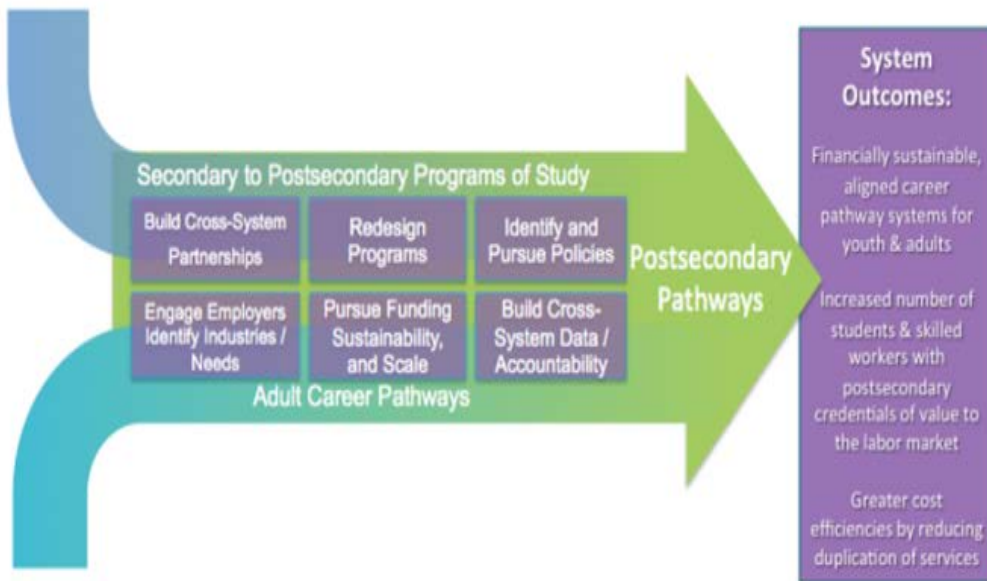 Secondary to Postsecondary Programs of Study
Build Cross-System
Partnerships
Redesign
Programs
Identify and
Pursue Policies
Engage Employers
Identify Industries /
Needs
Pursue Funding
Sustainability,
and Scale
Build Cross-
System Data /
Accountability
Adult Career Pathways
Postsecondary
Pathways
System
Outcomes:
Financially sustainable,
aligned career
pathway systems for
youth & adults
Increased number of
students & skilled
workers with
postsecondary
credentials of value to
the labor market
Greater cost
efficiencies by reducing
duplication of services